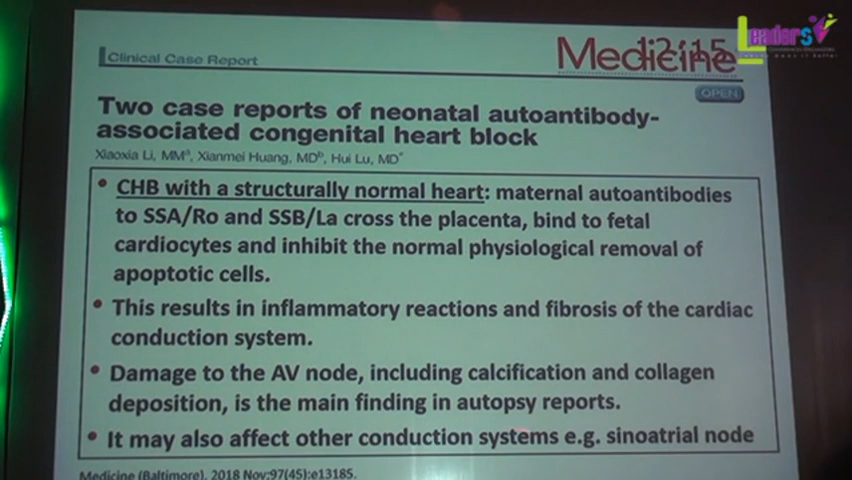 Clinical Case Report
Medicine
12:15
Leaders
OPEN
Two case reports of neonatal autoantibody-
associated congenital heart block
Xiaoxia Li, MMa, Xianmei Huang, MDb, Hui Lu, MD*
• CHB with a structurally normal heart: maternal autoantibodies
to SSA/Ro and SSB/La cross the placenta, bind to fetal
cardiocytes and inhibit the normal physiological removal of
apoptotic cells.
• This results in inflammatory reactions and fibrosis of the cardiac
conduction system.
• Damage to the AV node, including calcification and collagen
deposition, is the main finding in autopsy reports.
• It may also affect other conduction systems e.g. sinoatrial node
Medicine (Baltimore). 2018 Nov;97(45):e13185.